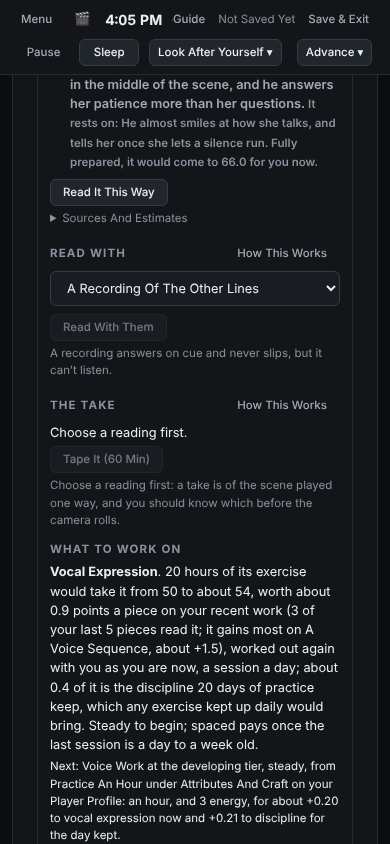 Menu 🎬 4:05 PM Guide Not Saved Yet Save & Exit
Pause Sleep Look After Yourself ▾ Advance ▾
in the middle of the scene, and he answers
her patience more than her questions. It
rests on: He almost smiles at how she talks, and
tells her once she lets a silence run. Fully
prepared, it would come to 66.0 for you now.
Read It This Way
▶ Sources And Estimates
READ WITH How This Works
A Recording Of The Other Lines
Read With Them
A recording answers on cue and never slips, but it
can't listen.
THE TAKE How This Works
Choose a reading first.
Tape It (60 Min)
Choose a reading first: a take is of the scene played
one way, and you should know which before the
camera rolls.
WHAT TO WORK ON
Vocal Expression. 20 hours of its exercise
would take it from 50 to about 54, worth about
0.9 points a piece on your recent work (3 of
your last 5 pieces read it; it gains most on A
Voice Sequence, about +1.5), worked out again
with you as you are now, a session a day; about
0.4 of it is the discipline 20 days of practice
keep, which any exercise kept up daily would
bring. Steady to begin; spaced pays once the
last session is a day to a week old.
Next: Voice Work at the developing tier, steady, from
Practice An Hour under Attributes And Craft on your
Player Profile: an hour, and 3 energy, for about +0.20
to vocal expression now and +0.21 to discipline for
the day kept.